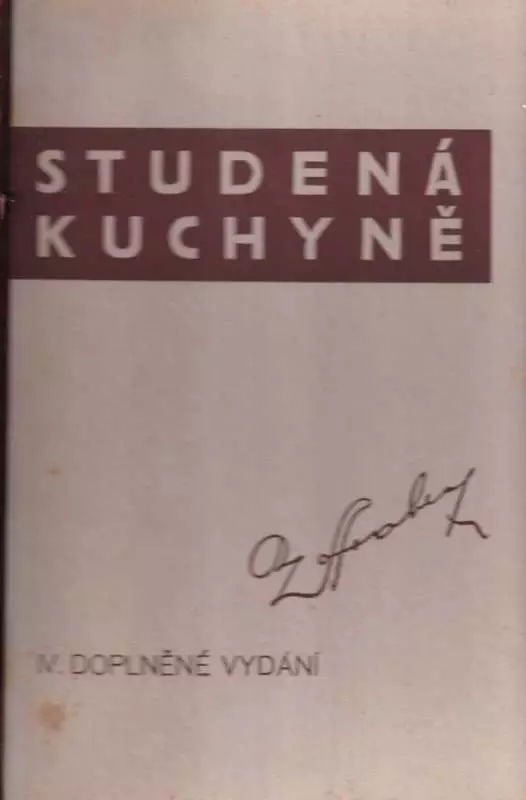 STUDENÁ
KUCHYNĚ
IV. DOPLNĚNÉ VYDÁNÍ